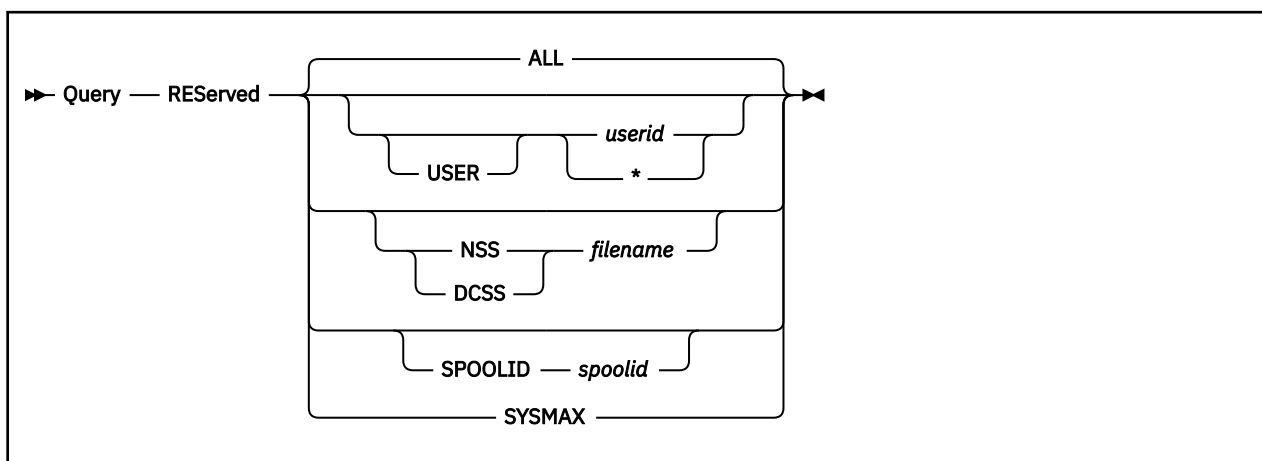 ALL
Query REServed
userid
USER
*
NSS filename
DCSS
SPOOLID spoolid
SYSMAX